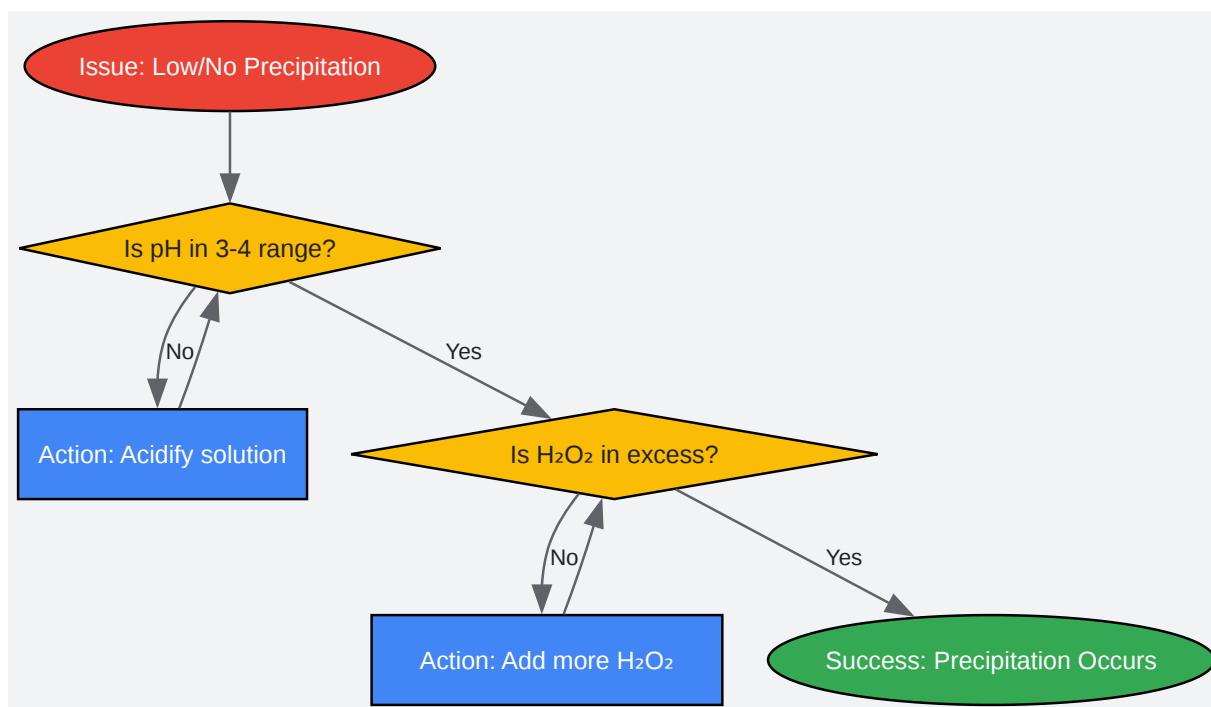 Issue: Low/No Precipitation
Is pH in 3-4 range?
No
Yes
Action: Acidify solution
Is H₂O₂ in excess?
No
Yes
Action: Add more H₂O₂
Success: Precipitation Occurs